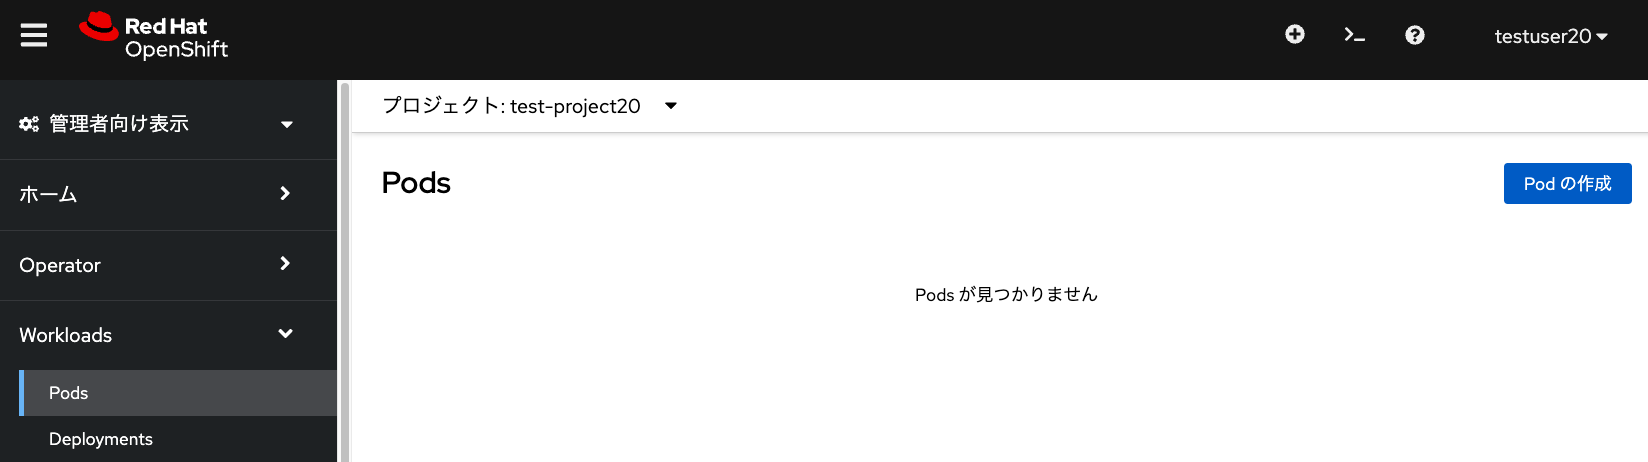 Red Hat
OpenShift
testuser20
管理者向け表示
ホーム
Operator
Workloads
Pods
Deployments
プロジェクト: test-project20
Pods
Pod の作成
Pods が見つかりません